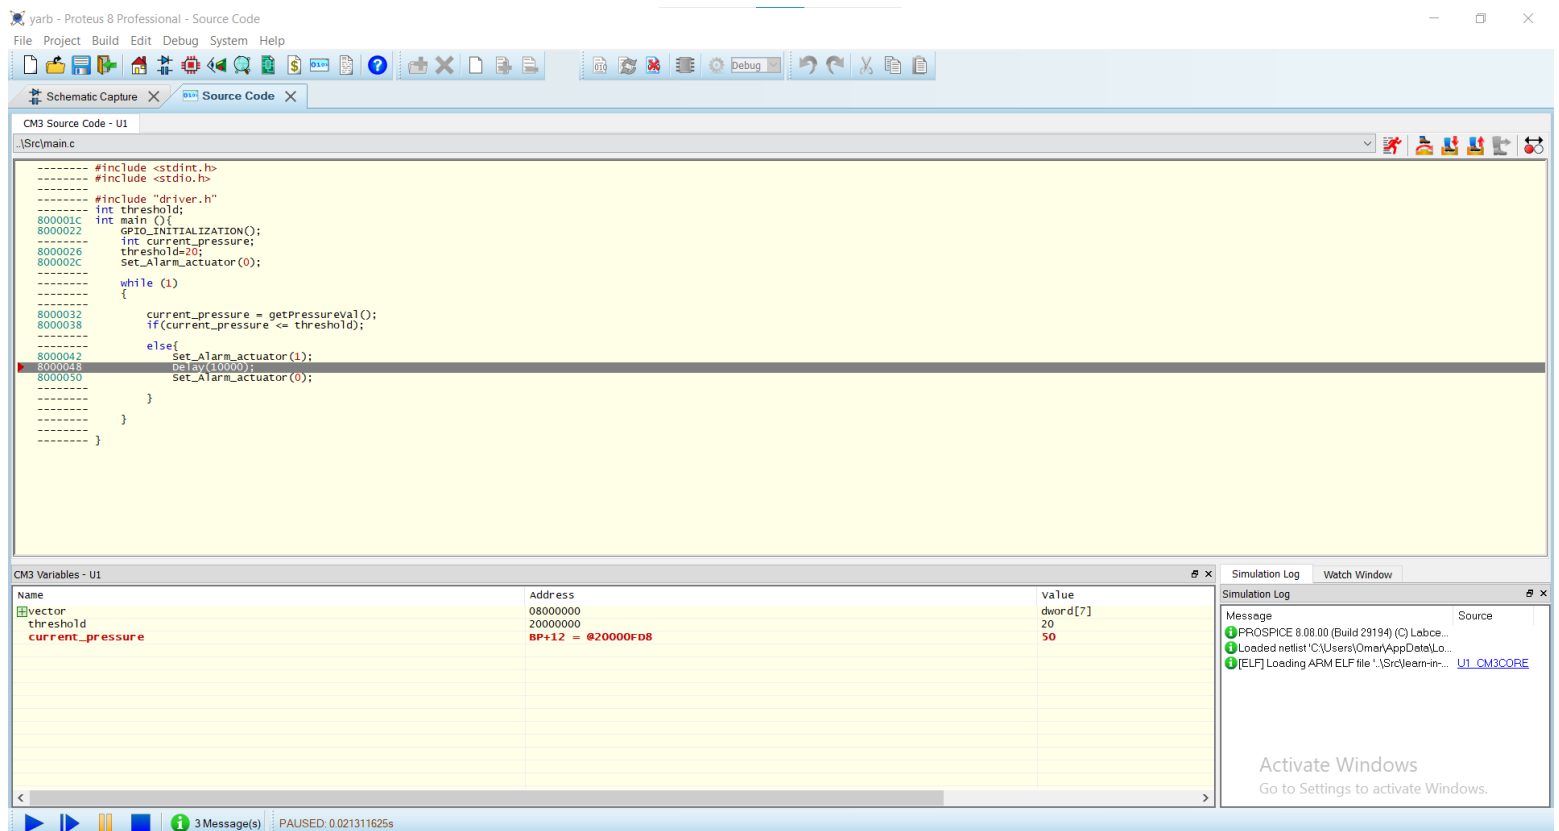 yarb - Proteus 8 Professional - Source Code
File Project Build Edit Debug System Help
Debug
Schematic Capture
Source Code
CM3 Source Code - U1
..\Src\main.c
-------- #include <stdint.h>
-------- #include <stdio.h>
--------
-------- #include "driver.h"
-------- int threshold;
800001C int main (){
8000022 GPIO_INITIALIZATION();
-------- int current_pressure;
8000026 threshold=20;
800002C Set_Alarm_actuator(0);
--------
-------- while (1)
-------- {
--------
8000032 current_pressure = getPressureVal();
8000038 if(current_pressure <= threshold);
--------
-------- else{
8000042 Set_Alarm_actuator(1);
8000048 Delay(10000);
8000050 Set_Alarm_actuator(0);
--------
-------- }
--------
-------- }
--------
-------- }
CM3 Variables - U1
Name Address Value
vector 08000000 dword[7]
threshold 20000000 20
current_pressure BP+12 = @20000FD8 50
Simulation Log Watch Window
Simulation Log
Message Source
PROSPICE 8.08.00 (Build 29194) (C) Labce...
Loaded netlist 'C:\Users\Omar\AppData\Lo...
[ELF] Loading ARM ELF file '..\Src\learn-in-... U1_CM3CORE
Activate Windows
Go to Settings to activate Windows.
3 Message(s) PAUSED: 0.021311625s